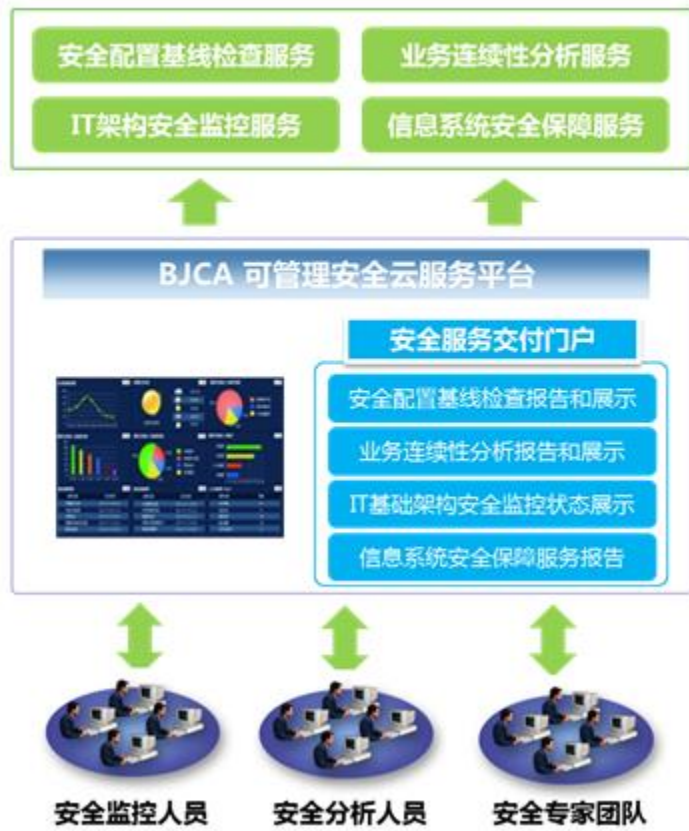 安全配置基线检查服务
业务连续性分析服务
IT架构安全监控服务
信息系统安全保障服务
BJCA 可管理安全云服务平台
安全服务交付门户
安全配置基线检查报告和展示
业务连续性分析报告和展示
IT基础架构安全监控状态展示
信息系统安全保障服务报告
安全监控人员
安全分析人员
安全专家团队